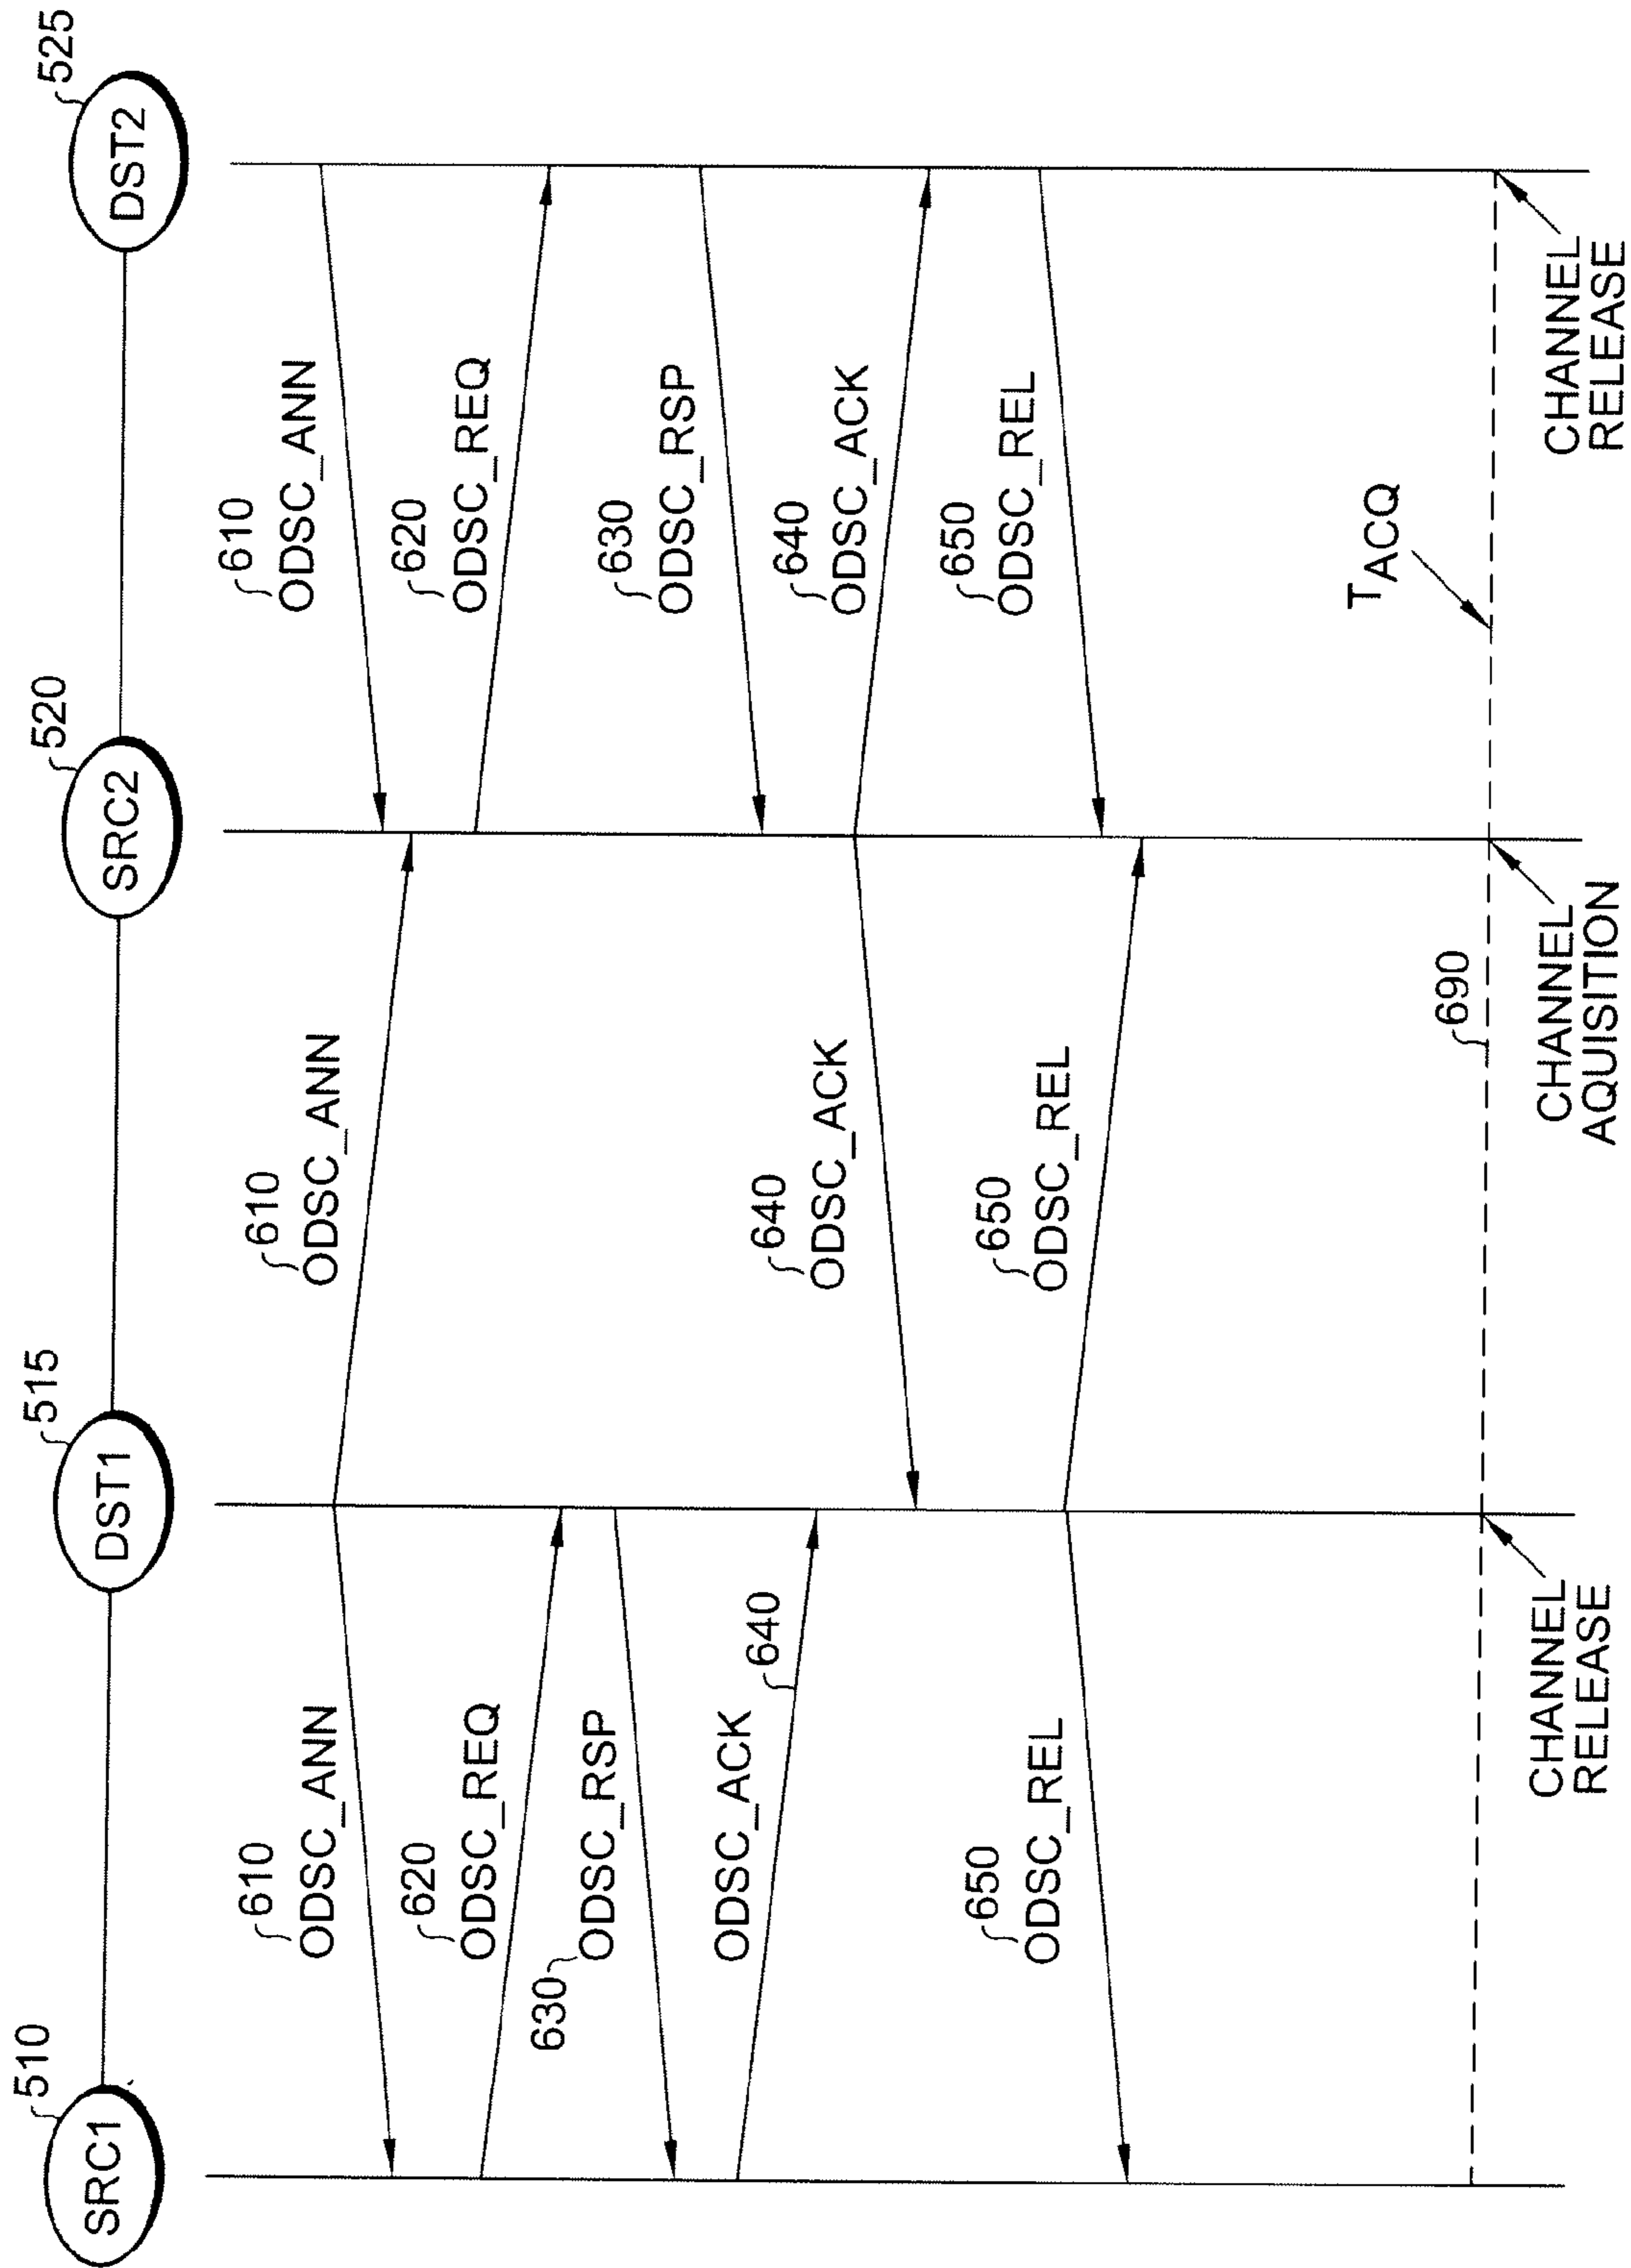 510
SRC1
515
DST1
520
SRC2
525
DST2
610
ODSC_ANN
610
ODSC_ANN
610
ODSC_ANN
620
ODSC_REQ
620
ODSC_REQ
630
ODSC_RSP
630
ODSC_RSP
ODSC_ACK
640
640
ODSC_ACK
640
ODSC_ACK
650
ODSC_REL
650
ODSC_REL
650
ODSC_REL
690
TACQ
CHANNEL
RELEASE
CHANNEL
AQUISITION
CHANNEL
RELEASE